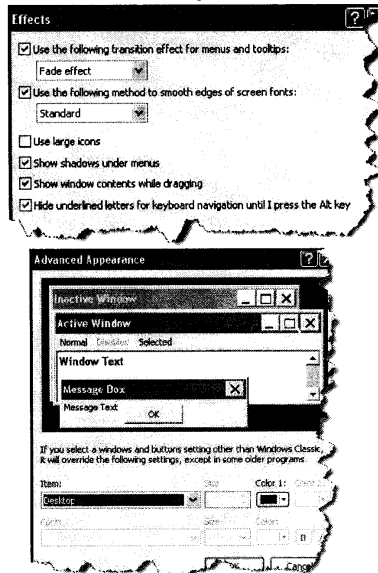 Effects
Use the following transition effect for menus and tooltips:
Fade effect
Use the following method to smooth edges of screen fonts:
Standard
Use large icons
Show shadows under menus
Show window contents while dragging
Hide underlined letters for keyboard navigation until I press the Alt key
Advanced Appearance
Inactive Window
Active Window
Normal Disabled Selected
Window Text
Message Box
Message Text
OK
If you select a windows and buttons setting other than Windows Classic,
it will override the following settings, except in some older programs.
Item: Size Color 1:
Desktop
Font: Size: Color: